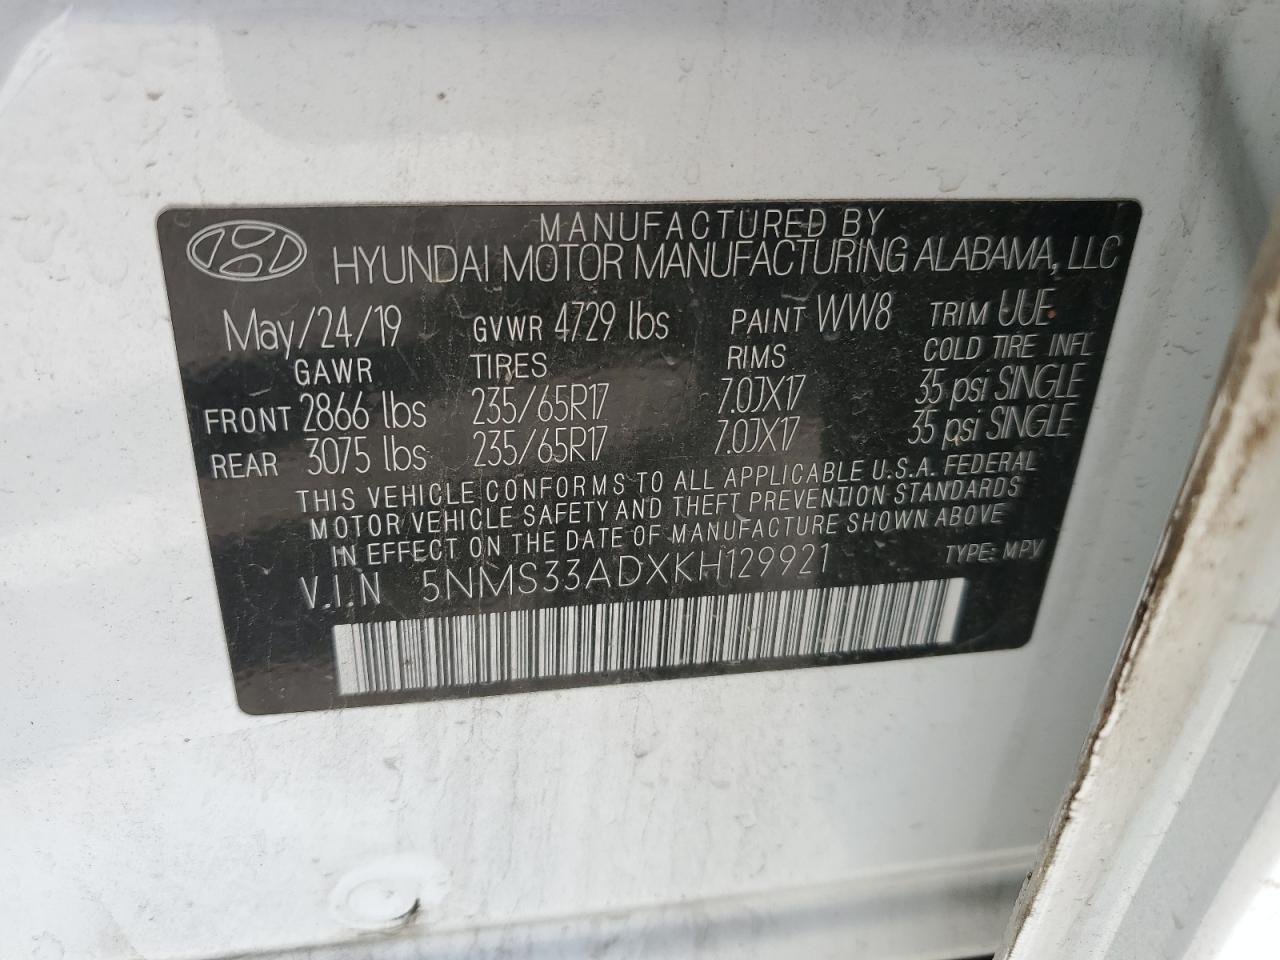 MANUFACTURED BY
HYUNDAI MOTOR MANUFACTURING ALABAMA, LLC
May/24/19 GVWR 4729 lbs PAINT WW8 TRIM UUE
GAWR TIRES RIMS COLD TIRE INFL
FRONT 2866 lbs 235/65R17 7.0JX17 35 psi SINGLE
REAR 3075 lbs 235/65R17 7.0JX17 35 psi SINGLE
THIS VEHICLE CONFORMS TO ALL APPLICABLE U.S.A. FEDERAL
MOTOR VEHICLE SAFETY AND THEFT PREVENTION STANDARDS
IN EFFECT ON THE DATE OF MANUFACTURE SHOWN ABOVE
V.I.N 5NMS33ADXKH129921 TYPE: MPV